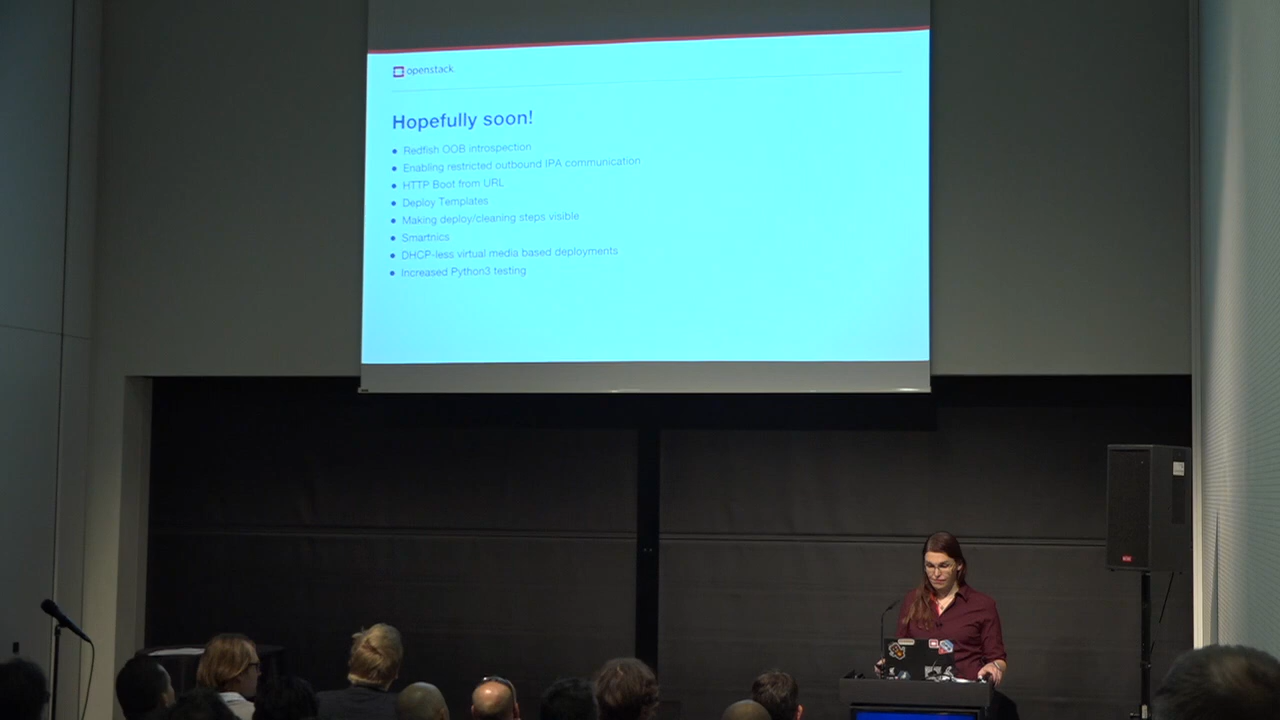 openstack.
Hopefully soon!
Redfish OOB introspection
Enabling restricted outbound IPA communication
HTTP Boot from URL
Deploy Templates
Making deploy/cleaning steps visible
Smartnics
DHCP-less virtual media based deployments
Increased Python3 testing